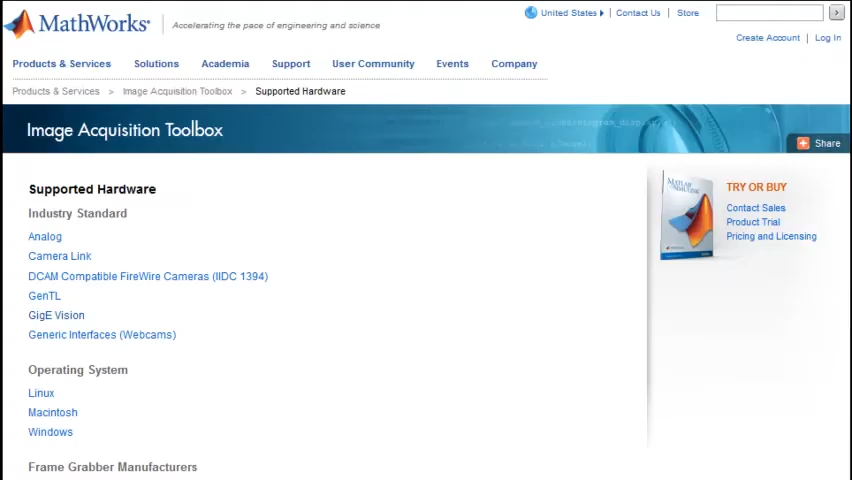 MathWorks®
Accelerating the pace of engineering and science
United States
Contact Us
Store
Create Account
Log In
Products & Services
Solutions
Academia
Support
User Community
Events
Company
Products & Services > Image Acquisition Toolbox > Supported Hardware
Image Acquisition Toolbox
Share
Supported Hardware
Industry Standard
Analog
Camera Link
DCAM Compatible FireWire Cameras (IIDC 1394)
GenTL
GigE Vision
Generic Interfaces (Webcams)
Operating System
Linux
Macintosh
Windows
Frame Grabber Manufacturers
TRY OR BUY
Contact Sales
Product Trial
Pricing and Licensing